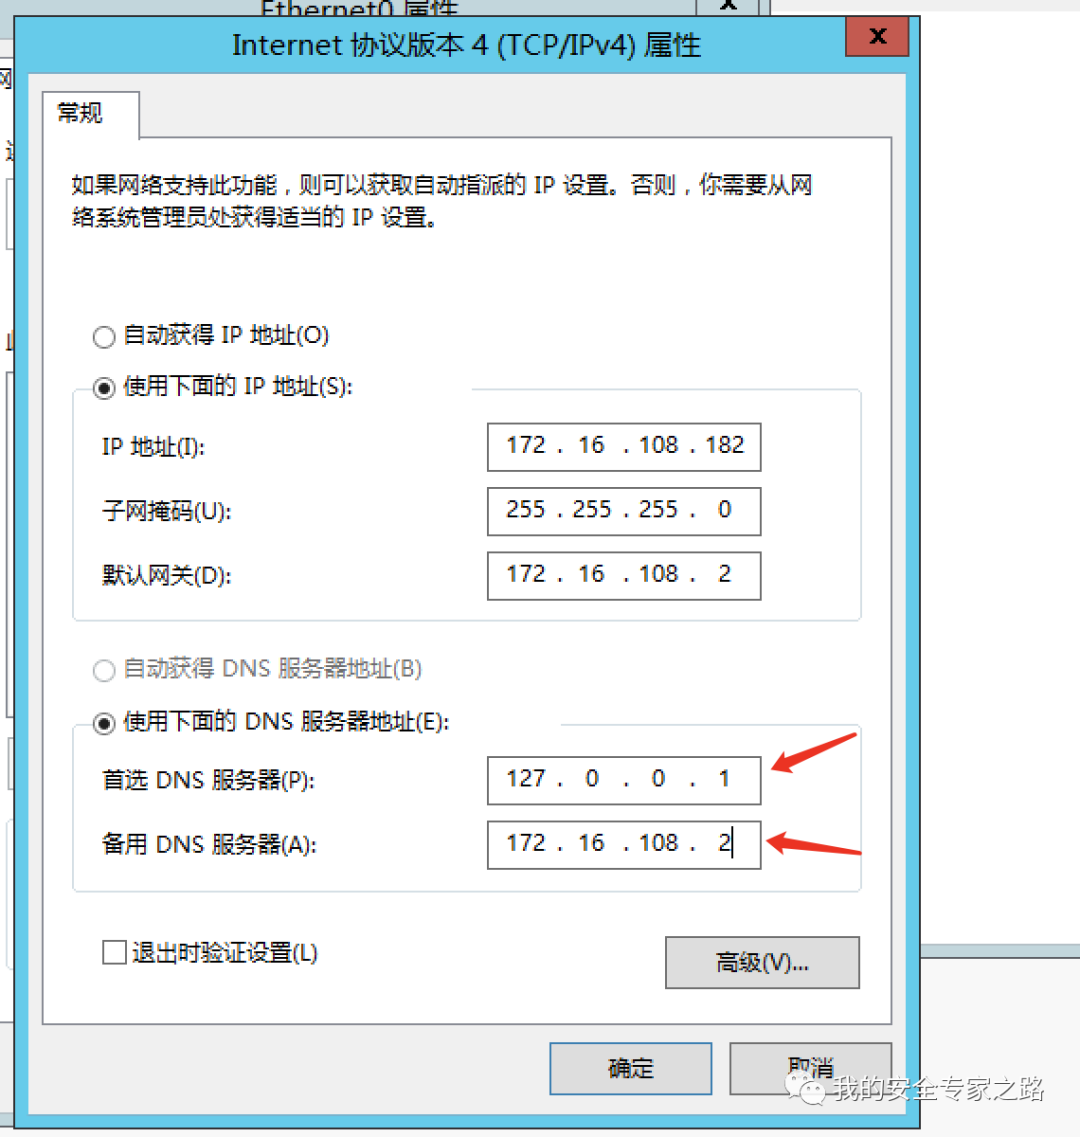 Ethernet0 属性
x
Internet 协议版本 4 (TCP/IPv4) 属性
x
常规
如果网络支持此功能，则可以获取自动指派的 IP 设置。否则，你需要从网
络系统管理员处获得适当的 IP 设置。
自动获得 IP 地址(O)
使用下面的 IP 地址(S):
IP 地址(I):
172 . 16 . 108 . 182
子网掩码(U):
255 . 255 . 255 . 0
默认网关(D):
172 . 16 . 108 . 2
自动获得 DNS 服务器地址(B)
使用下面的 DNS 服务器地址(E):
首选 DNS 服务器(P):
127 . 0 . 0 . 1
备用 DNS 服务器(A):
172 . 16 . 108 . 2
退出时验证设置(L)
高级(V)...
确定
取消
我的安全专家之路